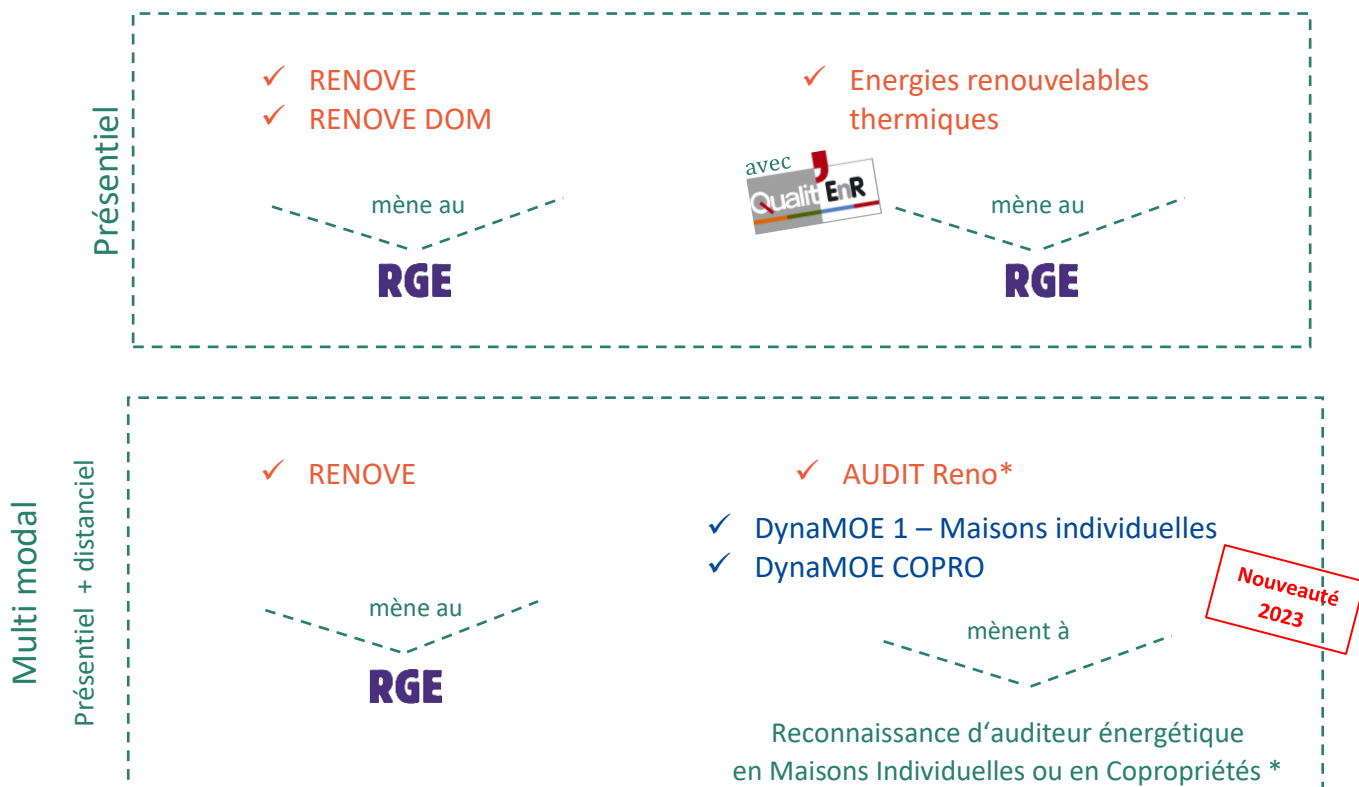 Présentiel
✓ RENOVE
✓ RENOVE DOM
mène au
RGE
✓ Energies renouvelables
thermiques
avec
Qualit'EnR
mène au
RGE
Multi modal
Présentiel + distanciel
✓ RENOVE
mène au
RGE
✓ AUDIT Reno*
✓ DynaMOE 1 – Maisons individuelles
✓ DynaMOE COPRO
Nouveauté
2023
mènent à
Reconnaissance d‘auditeur énergétique
en Maisons Individuelles ou en Copropriétés *